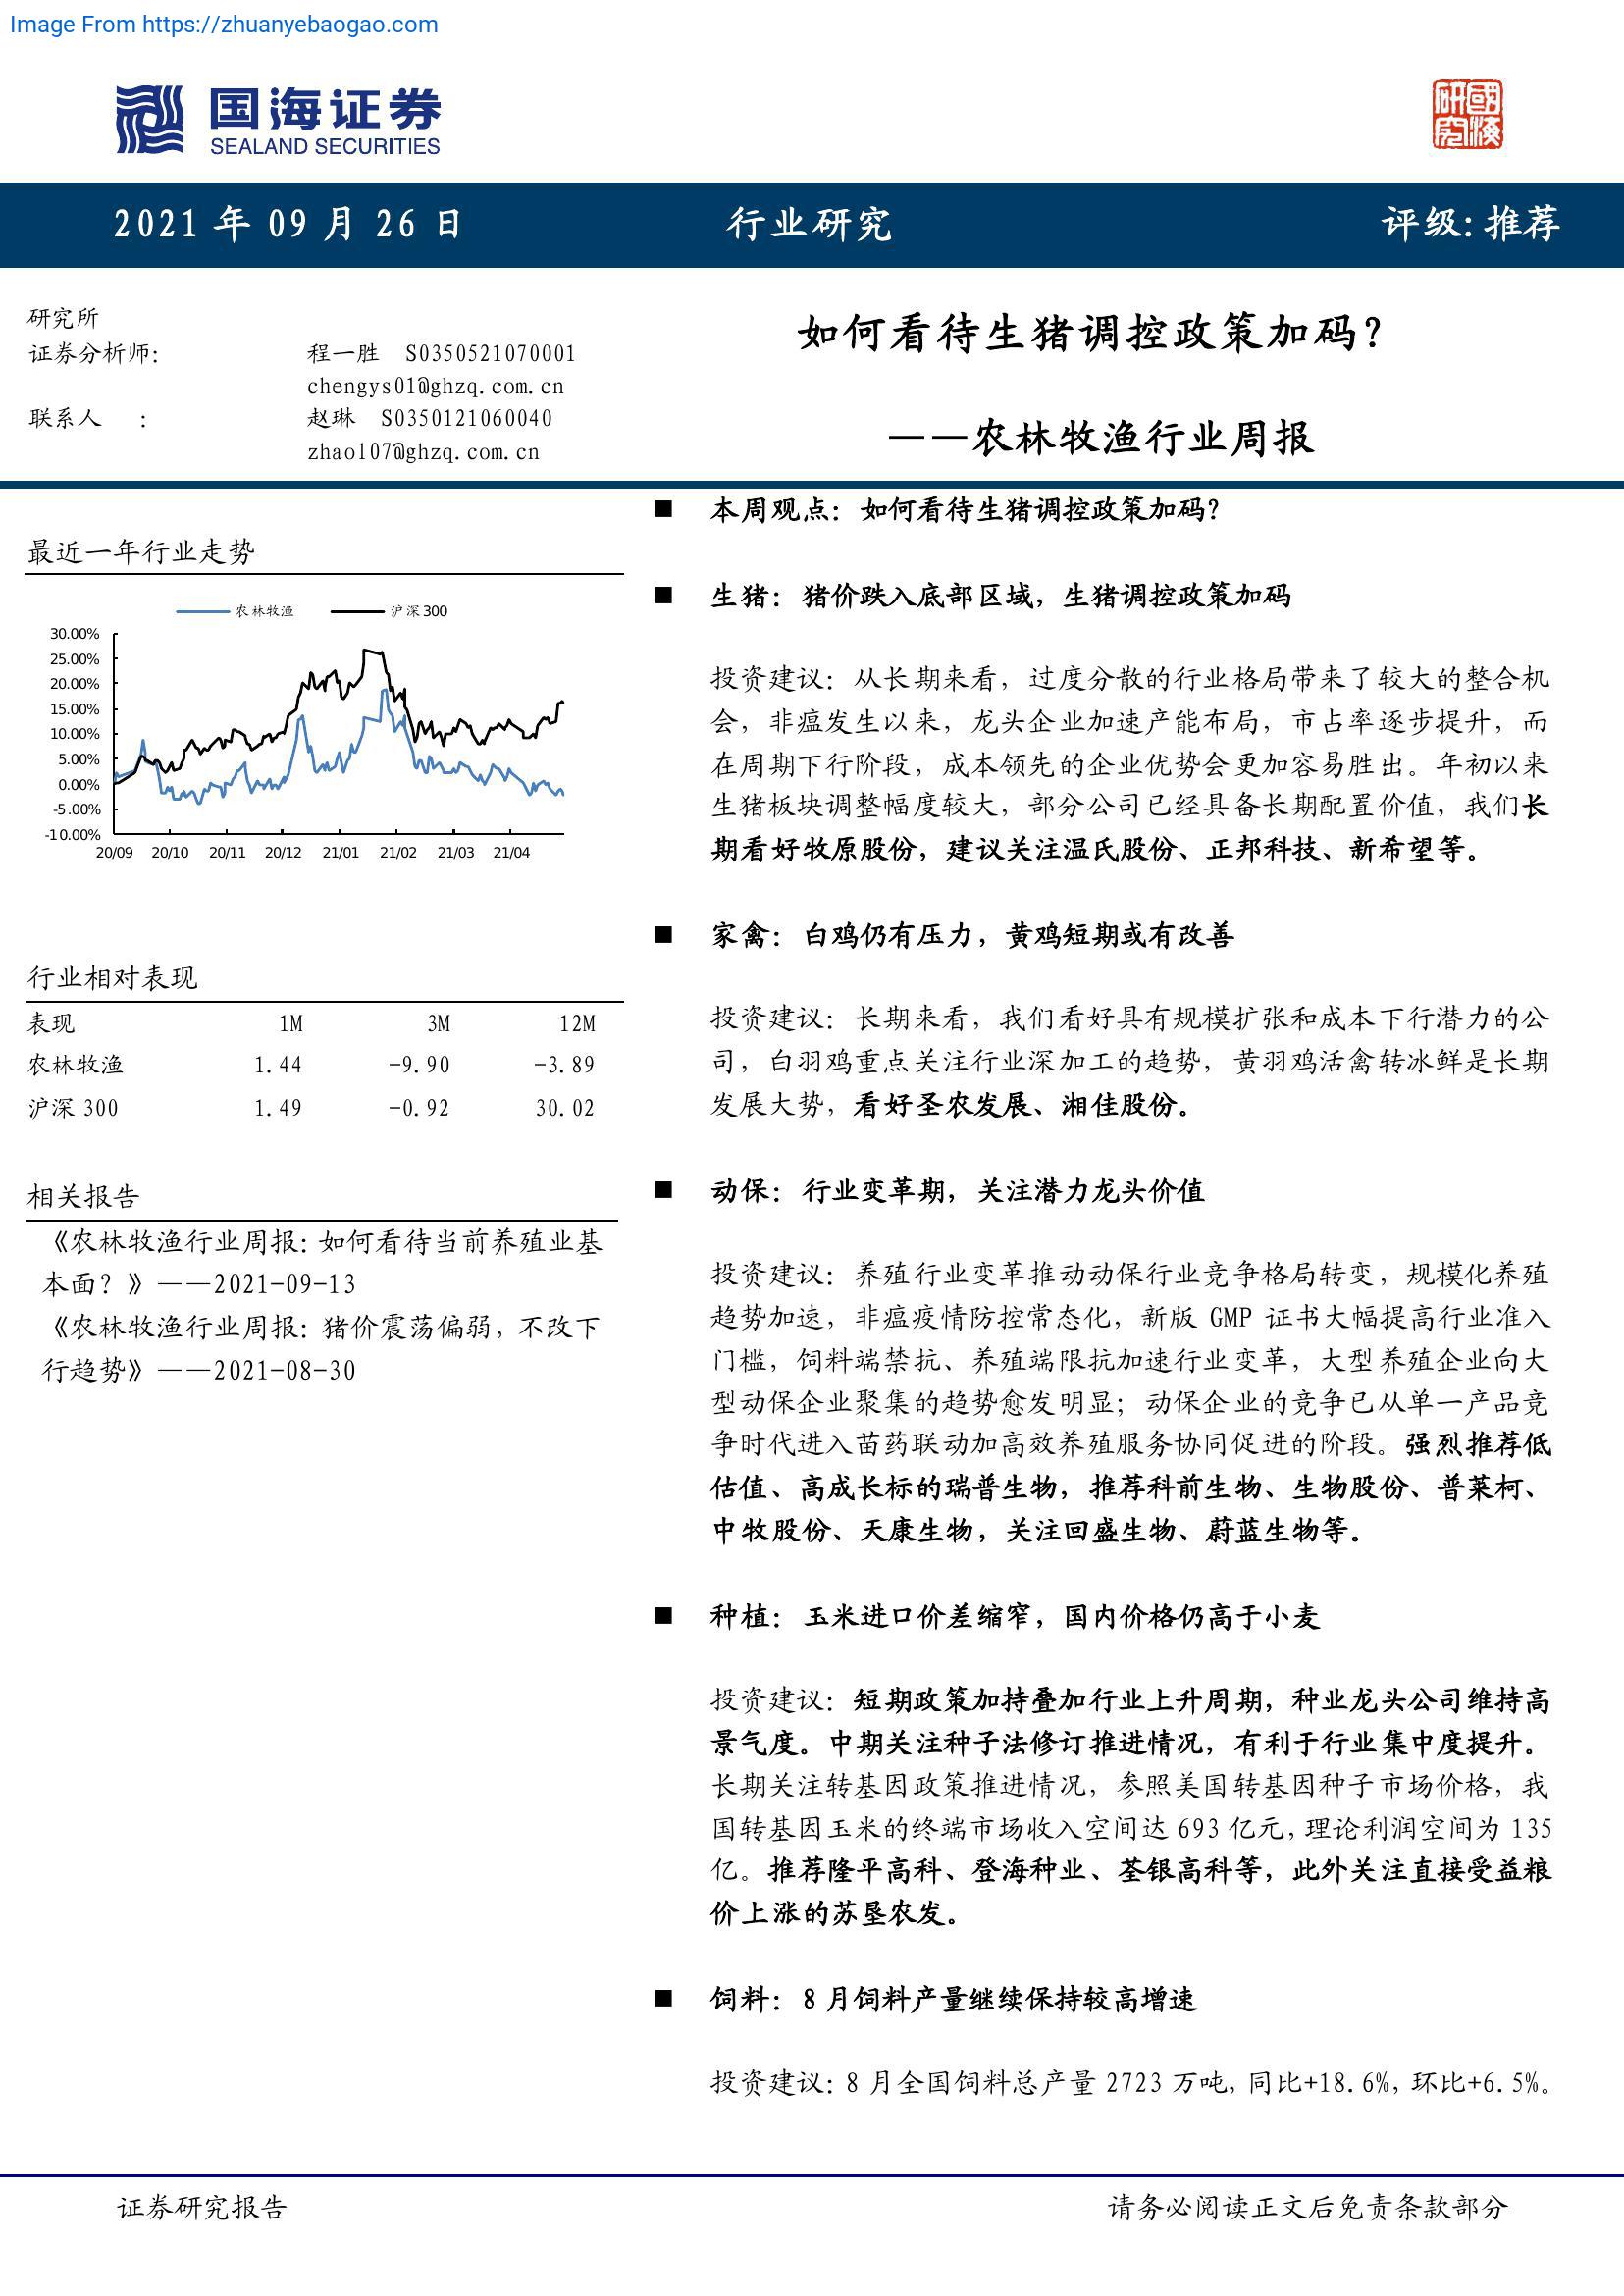 Image From https://zhuanyebaogao.com
国海证券
SEALAND SECURITIES
國海
研究
2021 年 09 月 26 日
行业研究
评级:推荐
研究所
证券分析师:
程一胜 S0350521070001
chengys01@ghzq.com.cn
联系人 :
赵琳 S0350121060040
zhaol07@ghzq.com.cn
如何看待生猪调控政策加码?
——农林牧渔行业周报
最近一年行业走势
农林牧渔
沪深300
30.00%
25.00%
20.00%
15.00%
10.00%
5.00%
0.00%
-5.00%
-10.00%
20/09 20/10 20/11 20/12 21/01 21/02 21/03 21/04
行业相对表现
表现 1M 3M 12M
农林牧渔 1.44 -9.90 -3.89
沪深 300 1.49 -0.92 30.02
相关报告
《农林牧渔行业周报:如何看待当前养殖业基
本面?》——2021-09-13
《农林牧渔行业周报:猪价震荡偏弱,不改下
行趋势》——2021-08-30
■ 本周观点:如何看待生猪调控政策加码?
■ 生猪:猪价跌入底部区域,生猪调控政策加码
投资建议:从长期来看,过度分散的行业格局带来了较大的整合机
会,非瘟发生以来,龙头企业加速产能布局,市占率逐步提升,而
在周期下行阶段,成本领先的企业优势会更加容易胜出。年初以来
生猪板块调整幅度较大,部分公司已经具备长期配置价值,我们长
期看好牧原股份,建议关注温氏股份、正邦科技、新希望等。
■ 家禽:白鸡仍有压力,黄鸡短期或有改善
投资建议:长期来看,我们看好具有规模扩张和成本下行潜力的公
司,白羽鸡重点关注行业深加工的趋势,黄羽鸡活禽转冰鲜是长期
发展大势,看好圣农发展、湘佳股份。
■ 动保:行业变革期,关注潜力龙头价值
投资建议:养殖行业变革推动动保行业竞争格局转变,规模化养殖
趋势加速,非瘟疫情防控常态化,新版 GMP 证书大幅提高行业准入
门槛,饲料端禁抗、养殖端限抗加速行业变革,大型养殖企业向大
型动保企业聚集的趋势愈发明显;动保企业的竞争已从单一产品竞
争时代进入苗药联动加高效养殖服务协同促进的阶段。强烈推荐低
估值、高成长标的瑞普生物,推荐科前生物、生物股份、普莱柯、
中牧股份、天康生物,关注回盛生物、蔚蓝生物等。
■ 种植:玉米进口价差缩窄,国内价格仍高于小麦
投资建议:短期政策加持叠加行业上升周期,种业龙头公司维持高
景气度。中期关注种子法修订推进情况,有利于行业集中度提升。
长期关注转基因政策推进情况,参照美国转基因种子市场价格,我
国转基因玉米的终端市场收入空间达 693 亿元,理论利润空间为 135
亿。推荐隆平高科、登海种业、荃银高科等,此外关注直接受益粮
价上涨的苏垦农发。
■ 饲料:8 月饲料产量继续保持较高增速
投资建议:8 月全国饲料总产量 2723 万吨,同比+18.6%,环比+6.5%。
证券研究报告
请务必阅读正文后免责条款部分